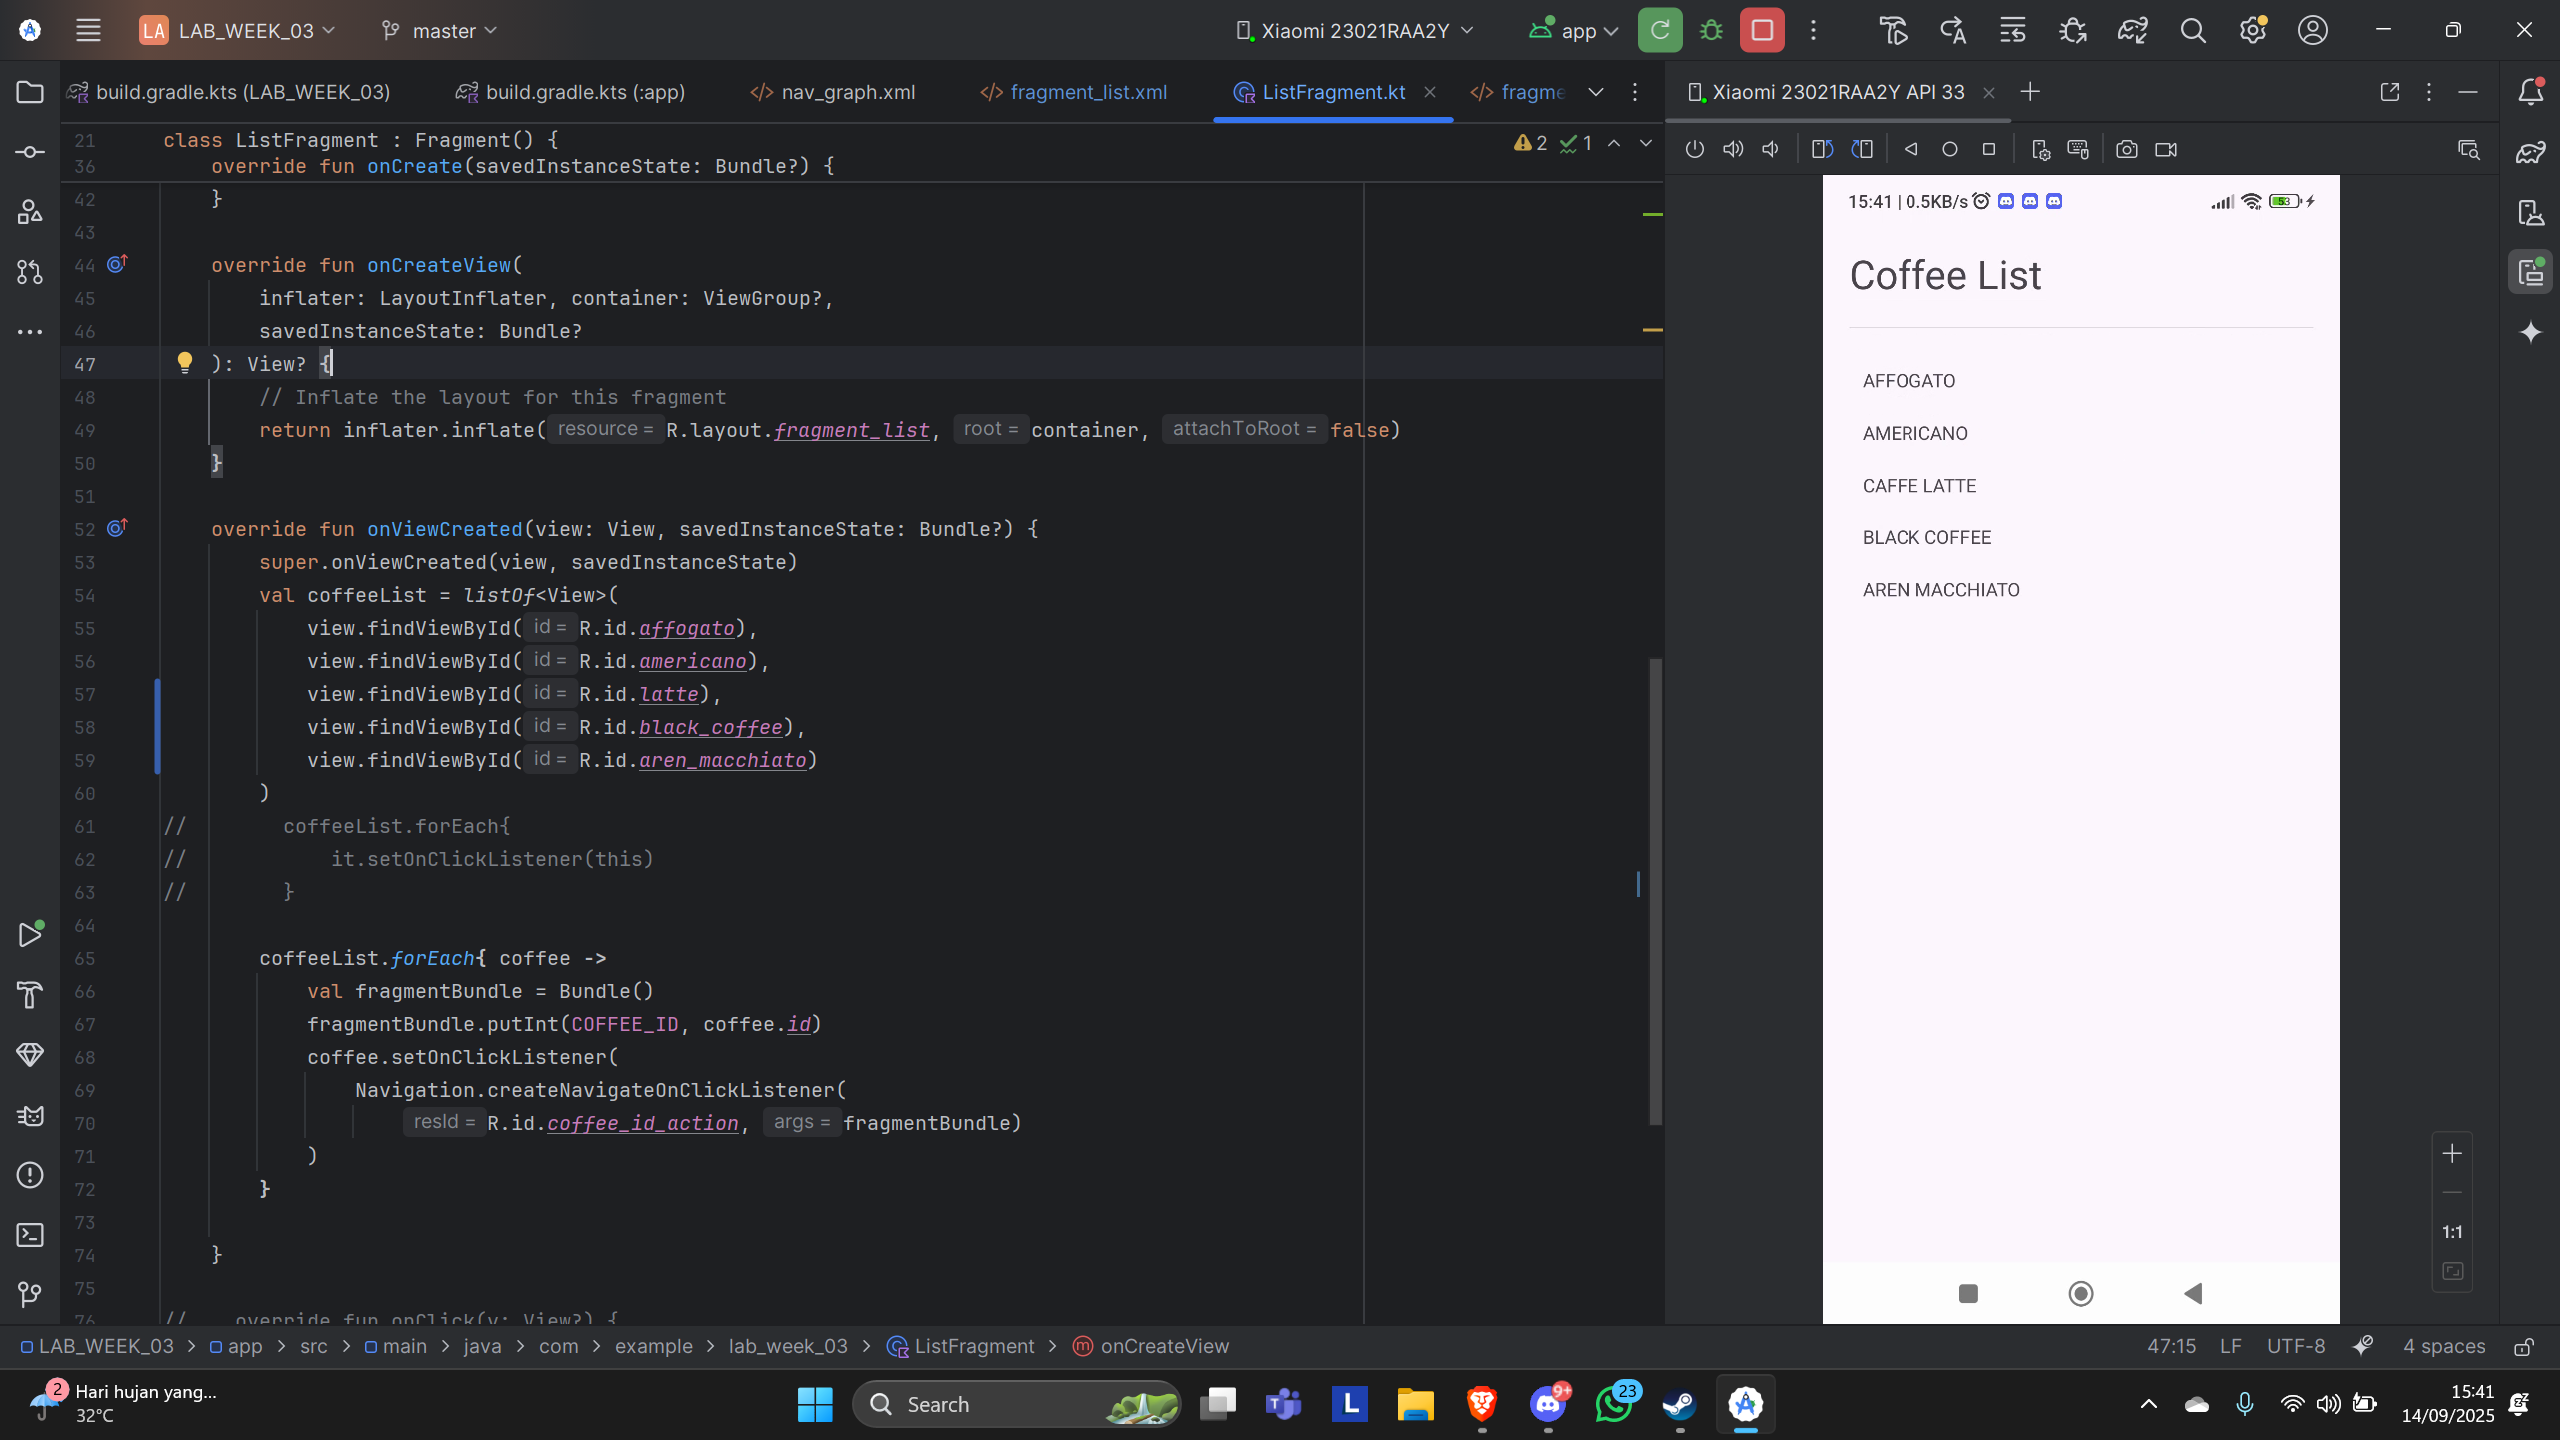 LA LAB_WEEK_03 master Xiaomi 23021RAA2Y app
build.gradle.kts (LAB_WEEK_03) build.gradle.kts (:app) nav_graph.xml fragment_list.xml ListFragment.kt fragme
21 class ListFragment : Fragment() {
2 1
36 override fun onCreate(savedInstanceState: Bundle?) {
42 }
43
44 override fun onCreateView(
45 inflater: LayoutInflater, container: ViewGroup?,
46 savedInstanceState: Bundle?
47 ): View? {
48 // Inflate the layout for this fragment
49 return inflater.inflate( resource = R.layout.fragment_list, root = container, attachToRoot = false)
50 }
51
52 override fun onViewCreated(view: View, savedInstanceState: Bundle?) {
53 super.onViewCreated(view, savedInstanceState)
54 val coffeeList = listOf<View>(
55 view.findViewById( id = R.id.affogato),
56 view.findViewById( id = R.id.americano),
57 view.findViewById( id = R.id.latte),
58 view.findViewById( id = R.id.black_coffee),
59 view.findViewById( id = R.id.aren_macchiato)
60 )
61 // coffeeList.forEach{
62 // it.setOnClickListener(this)
63 // }
64
65 coffeeList.forEach{ coffee ->
66 val fragmentBundle = Bundle()
67 fragmentBundle.putInt(COFFEE_ID, coffee.id)
68 coffee.setOnClickListener(
69 Navigation.createNavigateOnClickListener(
70 resId = R.id.coffee_id_action, args = fragmentBundle)
71 )
72 }
73
74 }
75
76 // override fun onClick(v: View?) {
Xiaomi 23021RAA2Y API 33
15:41 | 0.5KB/s 53
Coffee List
AFFOGATO
AMERICANO
CAFFE LATTE
BLACK COFFEE
AREN MACCHIATO
1:1
LAB_WEEK_03 > app > src > main > java > com > example > lab_week_03 > ListFragment > onCreateView 47:15 LF UTF-8 4 spaces
2 Hari hujan yang...
32°C
Search
L
9+
23
15:41
14/09/2025